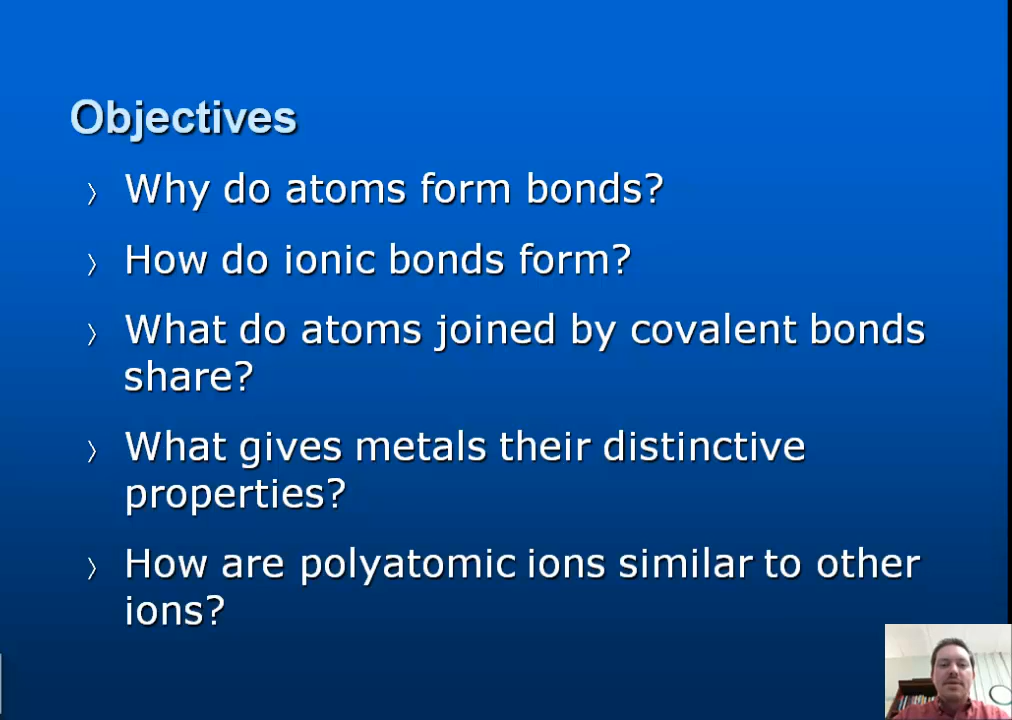 Objectives
Why do atoms form bonds?
How do ionic bonds form?
What do atoms joined by covalent bonds
share?
What gives metals their distinctive
properties?
How are polyatomic ions similar to other
ions?